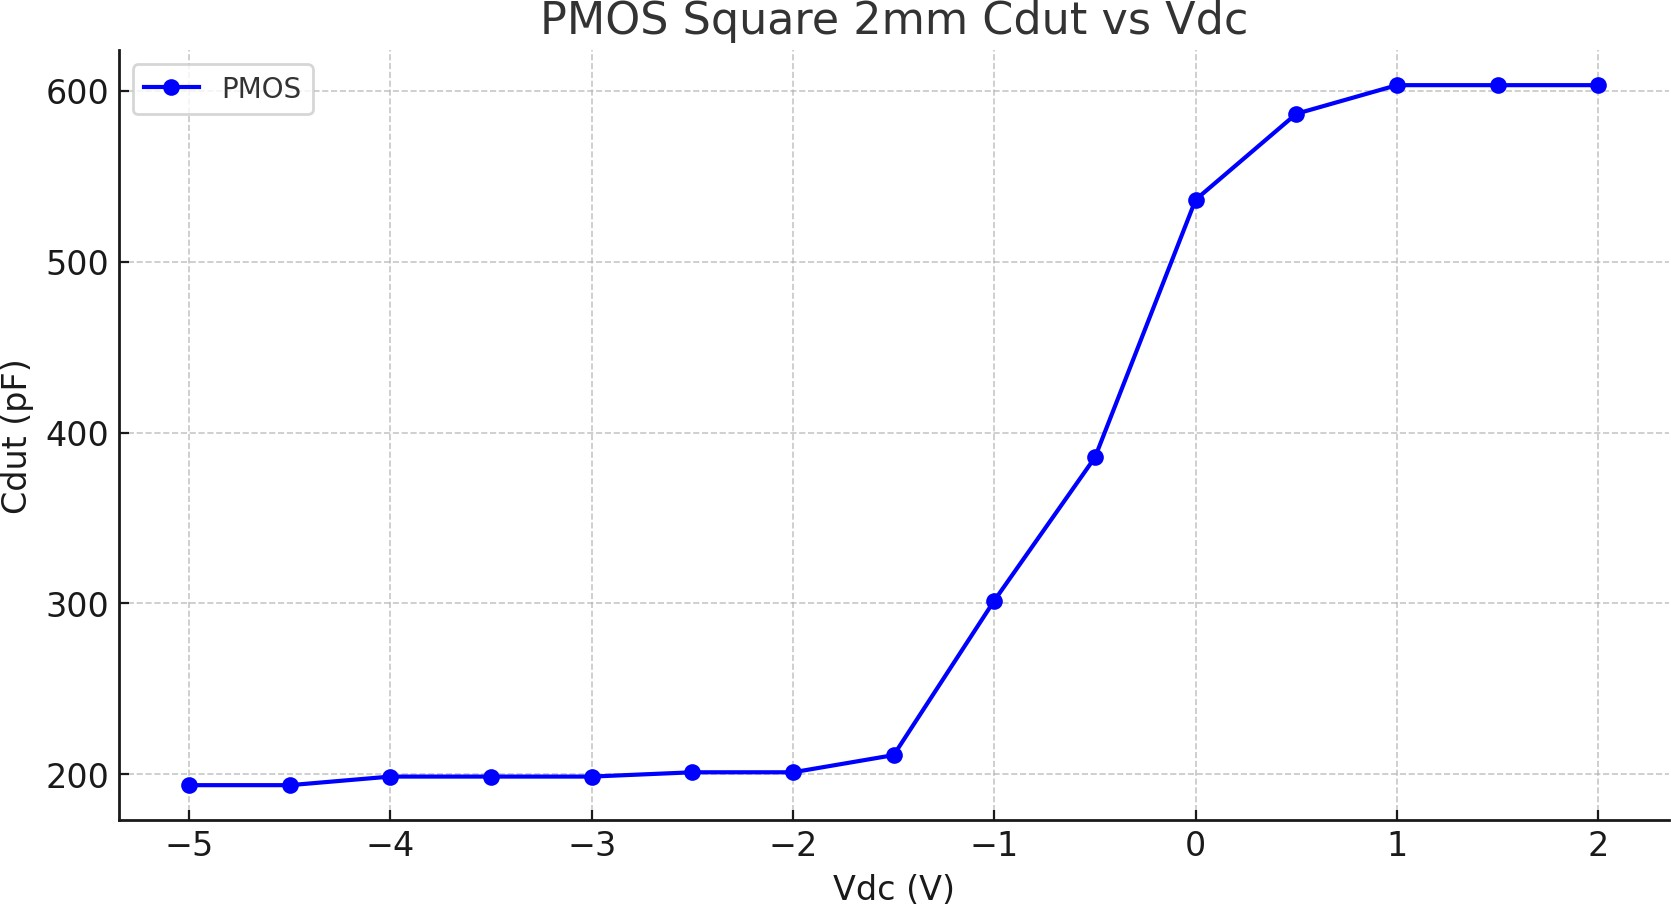 PMOS Square 2mm Cdut vs Vdc
PMOS
600
500
400
300
200
Cdut (pF)
−5 −4 −3 −2 −1 0 1 2
Vdc (V)